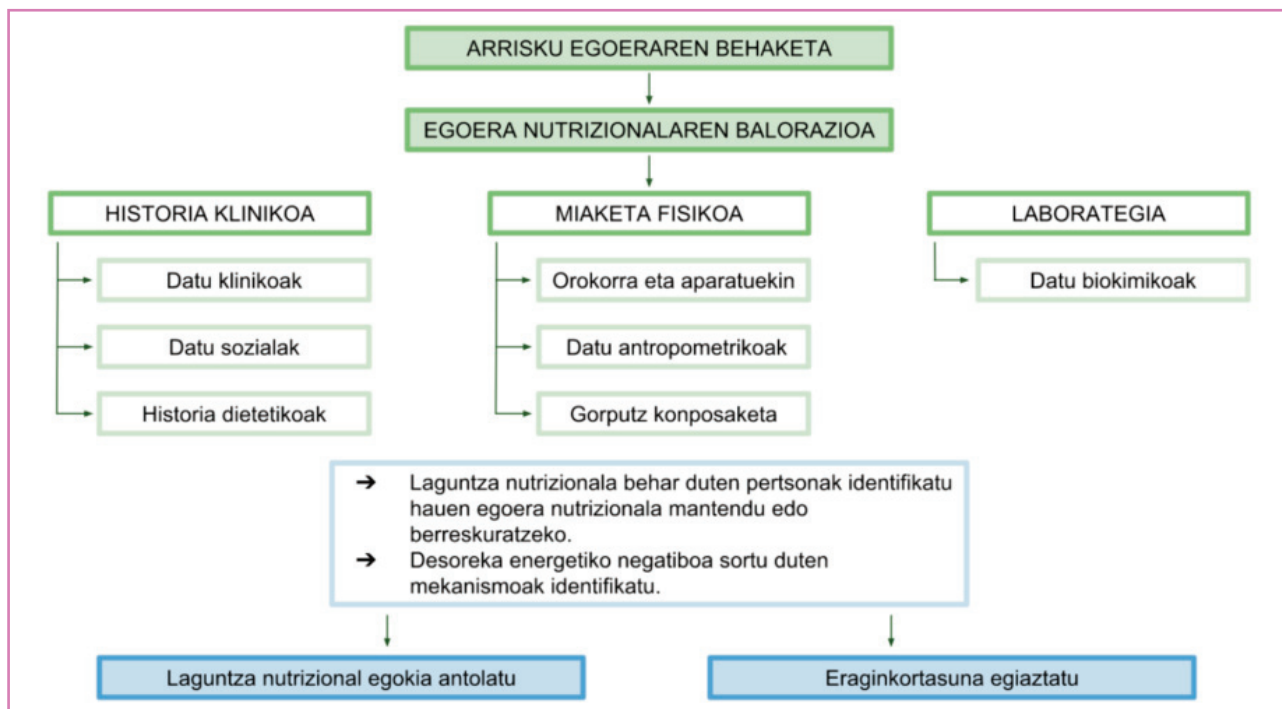 ARRISKU EGOERAREN BEHAKETA
EGOERA NUTRIZIONALAREN BALORAZIOA
HISTORIA KLINIKOA
Datu klinikoak
Datu sozialak
Historia dietetikoak
MIAKETA FISIKOA
Orokorra eta aparatuekin
Datu antropometrikoak
Gorputz konposaketa
LABORATEGIA
Datu biokimikoak
➔ Laguntza nutrizionala behar duten pertsonak identifikatu
hauen egoera nutrizionala mantendu edo
berreskuratzeko.
➔ Desoreka energetiko negatiboa sortu duten
mekanismoak identifikatu.
Laguntza nutrizional egokia antolatu
Eraginkortasuna egiaztatu